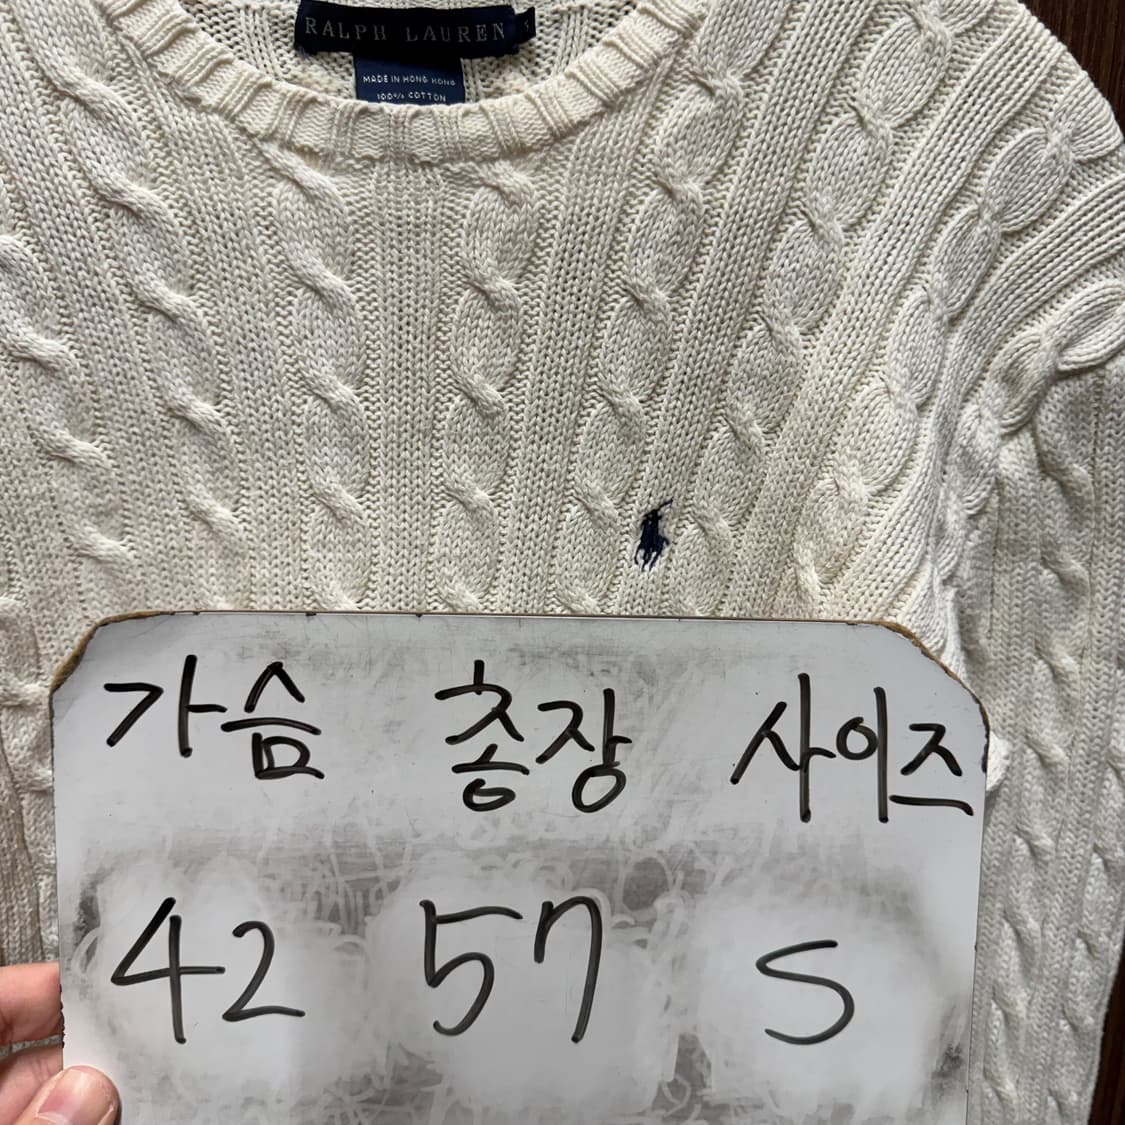 RALPH LAUREN
MADE IN HONG KONG
100% COTTON
가슴 총장 사이즈
42 57 S